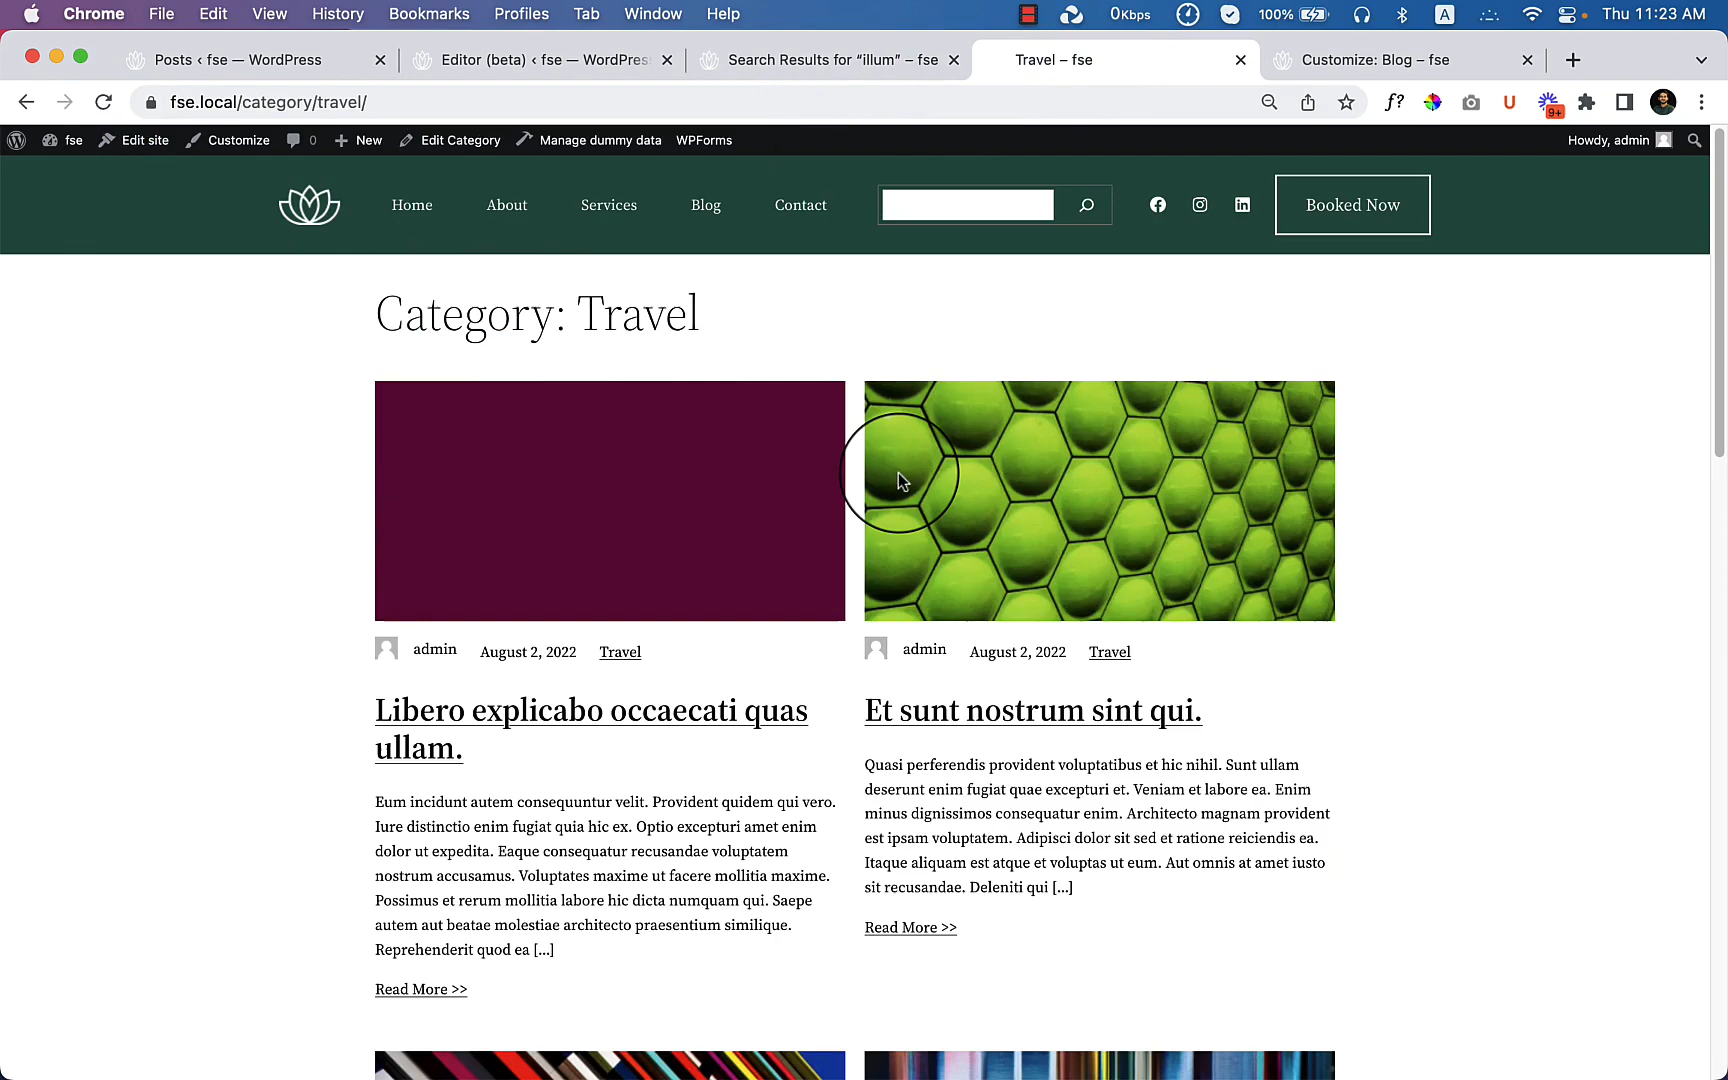 Chrome File Edit View History Bookmarks Profiles Tab Window Help 0Kbps 100% A Thu 11:23 AM
Posts ‹ fse — WordPress Editor (beta) ‹ fse — WordPres Search Results for “illum” – fse Travel – fse Customize: Blog – fse
fse.local/category/travel/ f? U 9+
fse Edit site Customize 0 New Edit Category Manage dummy data WPForms Howdy, admin
Home About Services Blog Contact Booked Now
Category: Travel
admin August 2, 2022 Travel
Libero explicabo occaecati quas
ullam.
Eum incidunt autem consequuntur velit. Provident quidem qui vero.
Iure distinctio enim fugiat quia hic ex. Optio excepturi amet enim
dolor ut expedita. Eaque consequatur recusandae voluptatem
nostrum accusamus. Voluptates maxime ut facere mollitia maxime.
Possimus et rerum mollitia labore hic dicta numquam qui. Saepe
autem aut beatae molestiae architecto praesentium similique.
Reprehenderit quod ea [...]
Read More >>
admin August 2, 2022 Travel
Et sunt nostrum sint qui.
Quasi perferendis provident voluptatibus et hic nihil. Sunt ullam
deserunt enim fugiat quae excepturi et. Veniam et labore ea. Enim
minus dignissimos consequatur enim. Architecto magnam provident
est ipsam voluptatem. Adipisci dolor sit sed et ratione reiciendis ea.
Itaque aliquam est atque et voluptas ut eum. Aut omnis at amet iusto
sit recusandae. Deleniti qui [...]
Read More >>